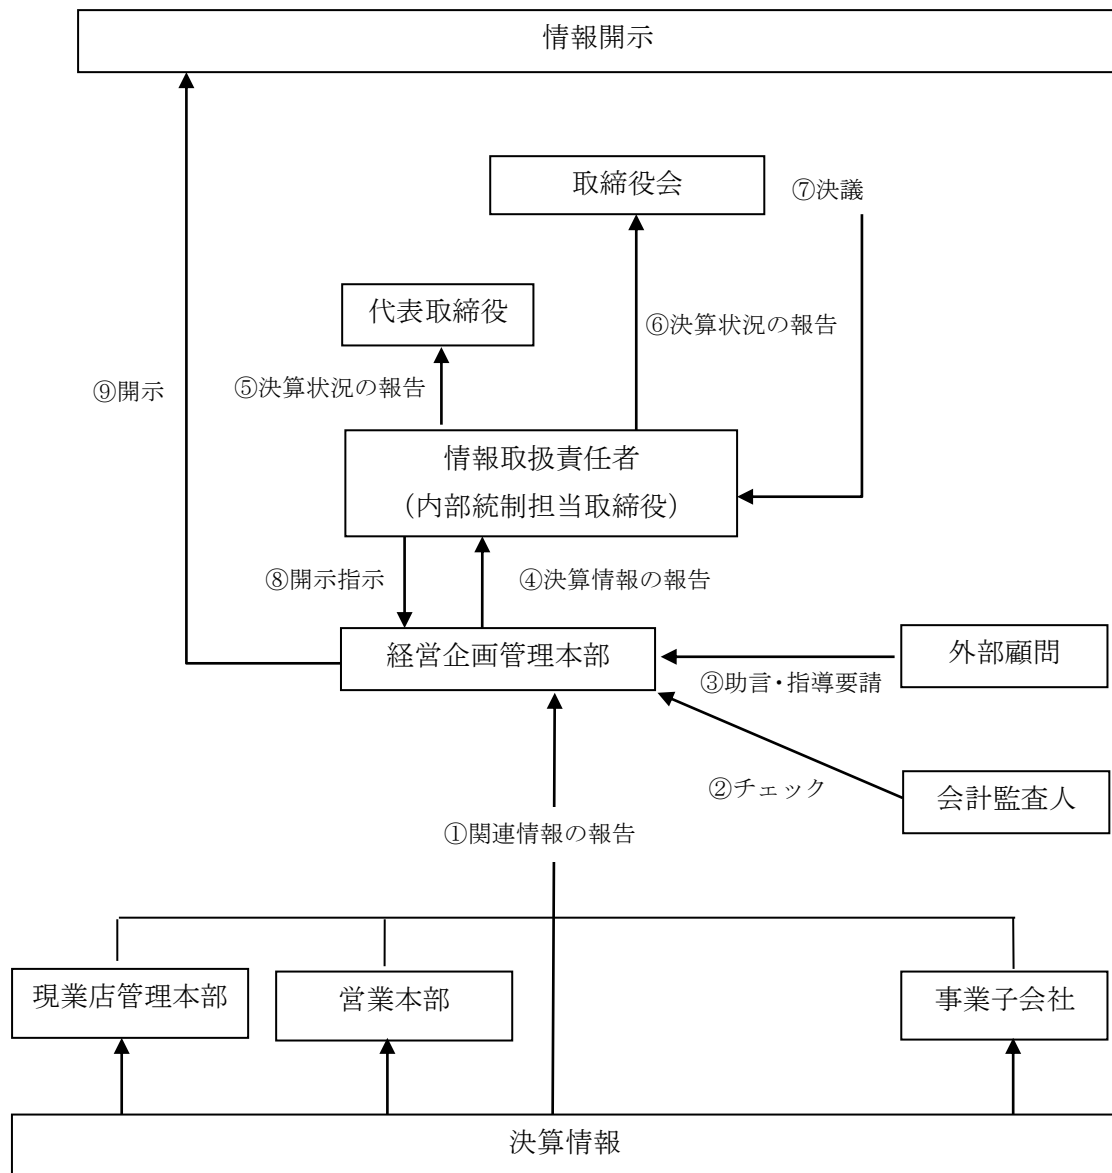 情報開示
取締役会
⑦決議
代表取締役
⑥決算状況の報告
⑨開示
⑤決算状況の報告
情報取扱責任者
（内部統制担当取締役）
⑧開示指示
④決算情報の報告
経営企画管理本部
外部顧問
③助言・指導要請
②チェック
会計監査人
①関連情報の報告
現業店管理本部
営業本部
事業子会社
決算情報